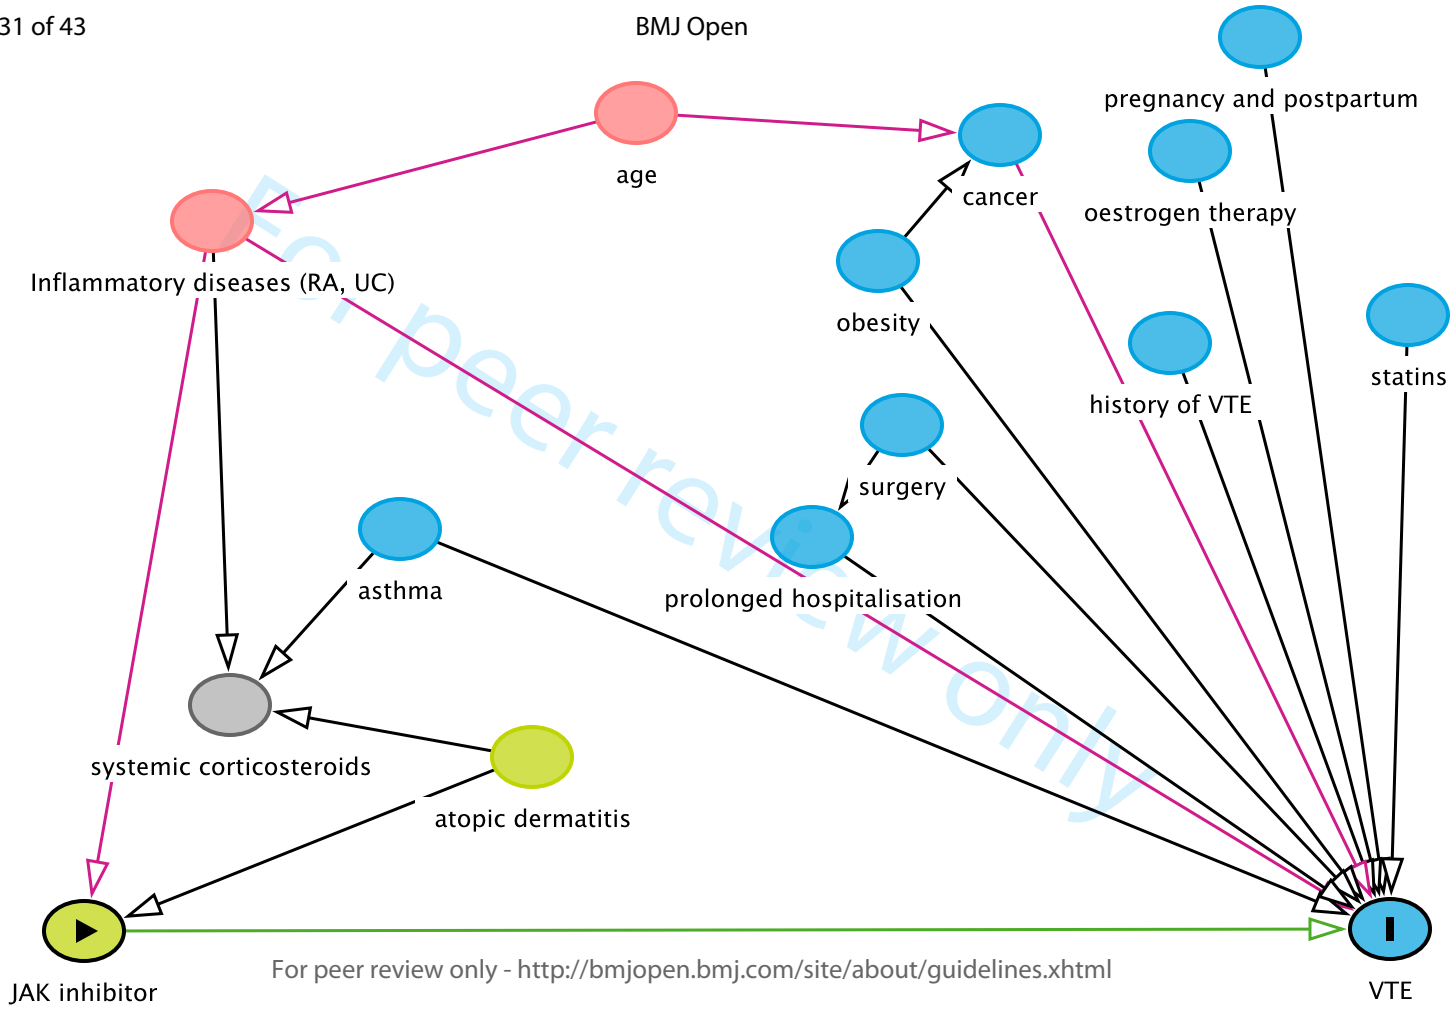 31 of 43
BMJ Open
pregnancy and postpartum
age
cancer
oestrogen therapy
Inflammatory diseases (RA, UC)
obesity
statins
history of VTE
surgery
asthma
prolonged hospitalisation
systemic corticosteroids
atopic dermatitis
For peer review only
For peer review only - http://bmjopen.bmj.com/site/about/guidelines.xhtml
JAK inhibitor
VTE